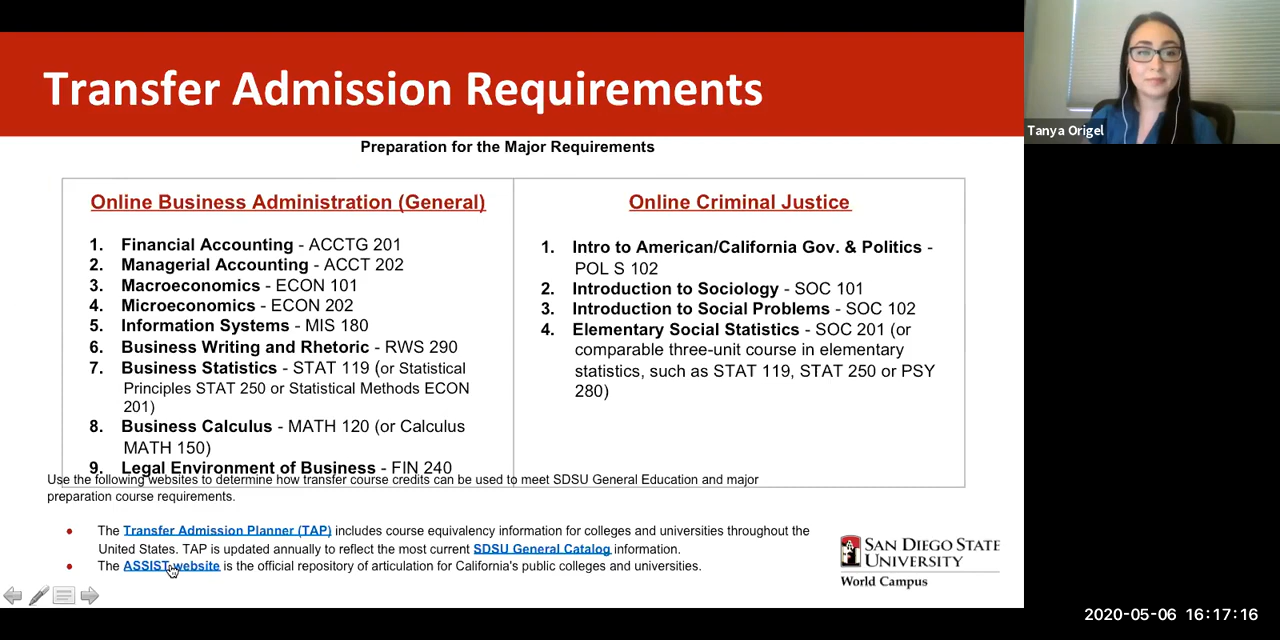 Transfer Admission Requirements
Tanya Origel
Preparation for the Major Requirements
Online Business Administration (General)
1. Financial Accounting - ACCTG 201
2. Managerial Accounting - ACCT 202
3. Macroeconomics - ECON 101
4. Microeconomics - ECON 202
5. Information Systems - MIS 180
6. Business Writing and Rhetoric - RWS 290
7. Business Statistics - STAT 119 (or Statistical
Principles STAT 250 or Statistical Methods ECON
201)
8. Business Calculus - MATH 120 (or Calculus
MATH 150)
9. Legal Environment of Business - FIN 240
Online Criminal Justice
1. Intro to American/California Gov. & Politics -
POL S 102
2. Introduction to Sociology - SOC 101
3. Introduction to Social Problems - SOC 102
4. Elementary Social Statistics - SOC 201 (or
comparable three-unit course in elementary
statistics, such as STAT 119, STAT 250 or PSY
280)
Use the following websites to determine how transfer course credits can be used to meet SDSU General Education and major
preparation course requirements.
• The Transfer Admission Planner (TAP) includes course equivalency information for colleges and universities throughout the
United States. TAP is updated annually to reflect the most current SDSU General Catalog information.
• The ASSIST website is the official repository of articulation for California's public colleges and universities.
SAN DIEGO STATE
UNIVERSITY
World Campus
2020-05-06 16:17:16